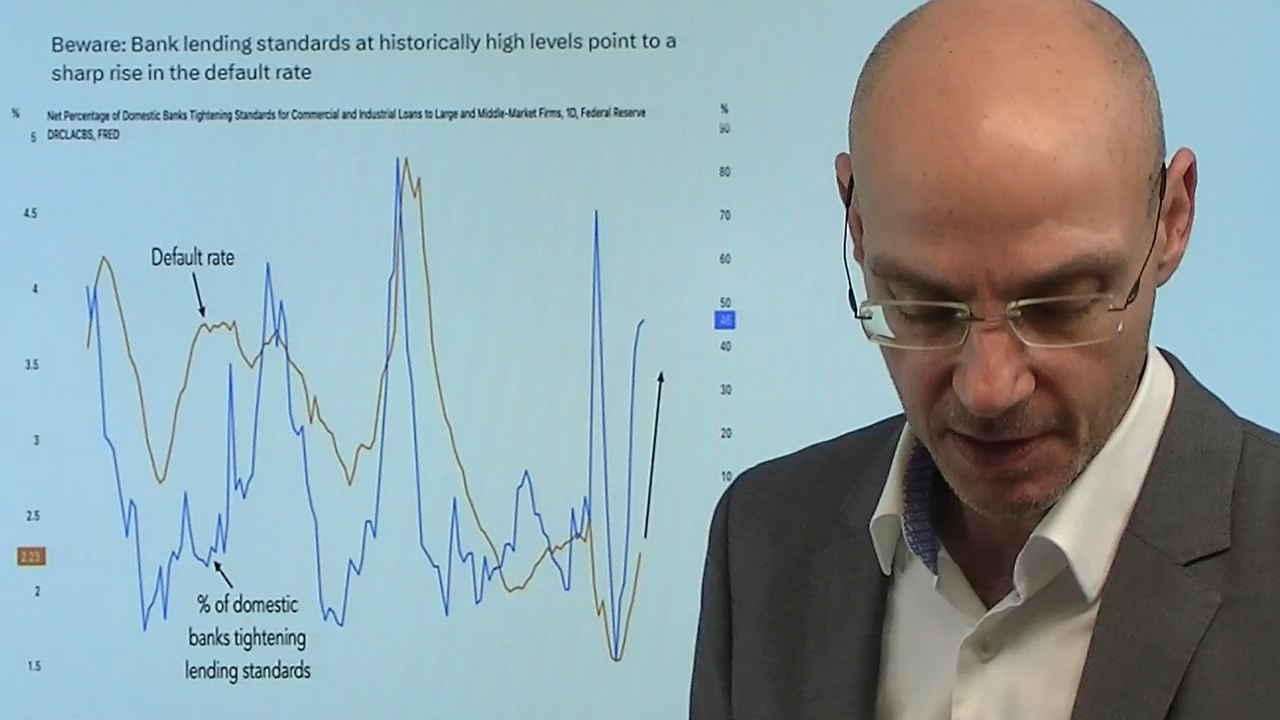 Beware: Bank lending standards at historically high levels point to a
sharp rise in the default rate
%
Net Percentage of Domestic Banks Tightening Standards for Commercial and Industrial Loans to Large and Middle-Market Firms, 1D, Federal Reserve
%
DRCLACBS, FRED
5
4.5
4
3.5
3
2.5
2.23
2
1.5
90
80
70
60
50
46
40
30
20
10
Default rate
% of domestic
banks tightening
lending standards